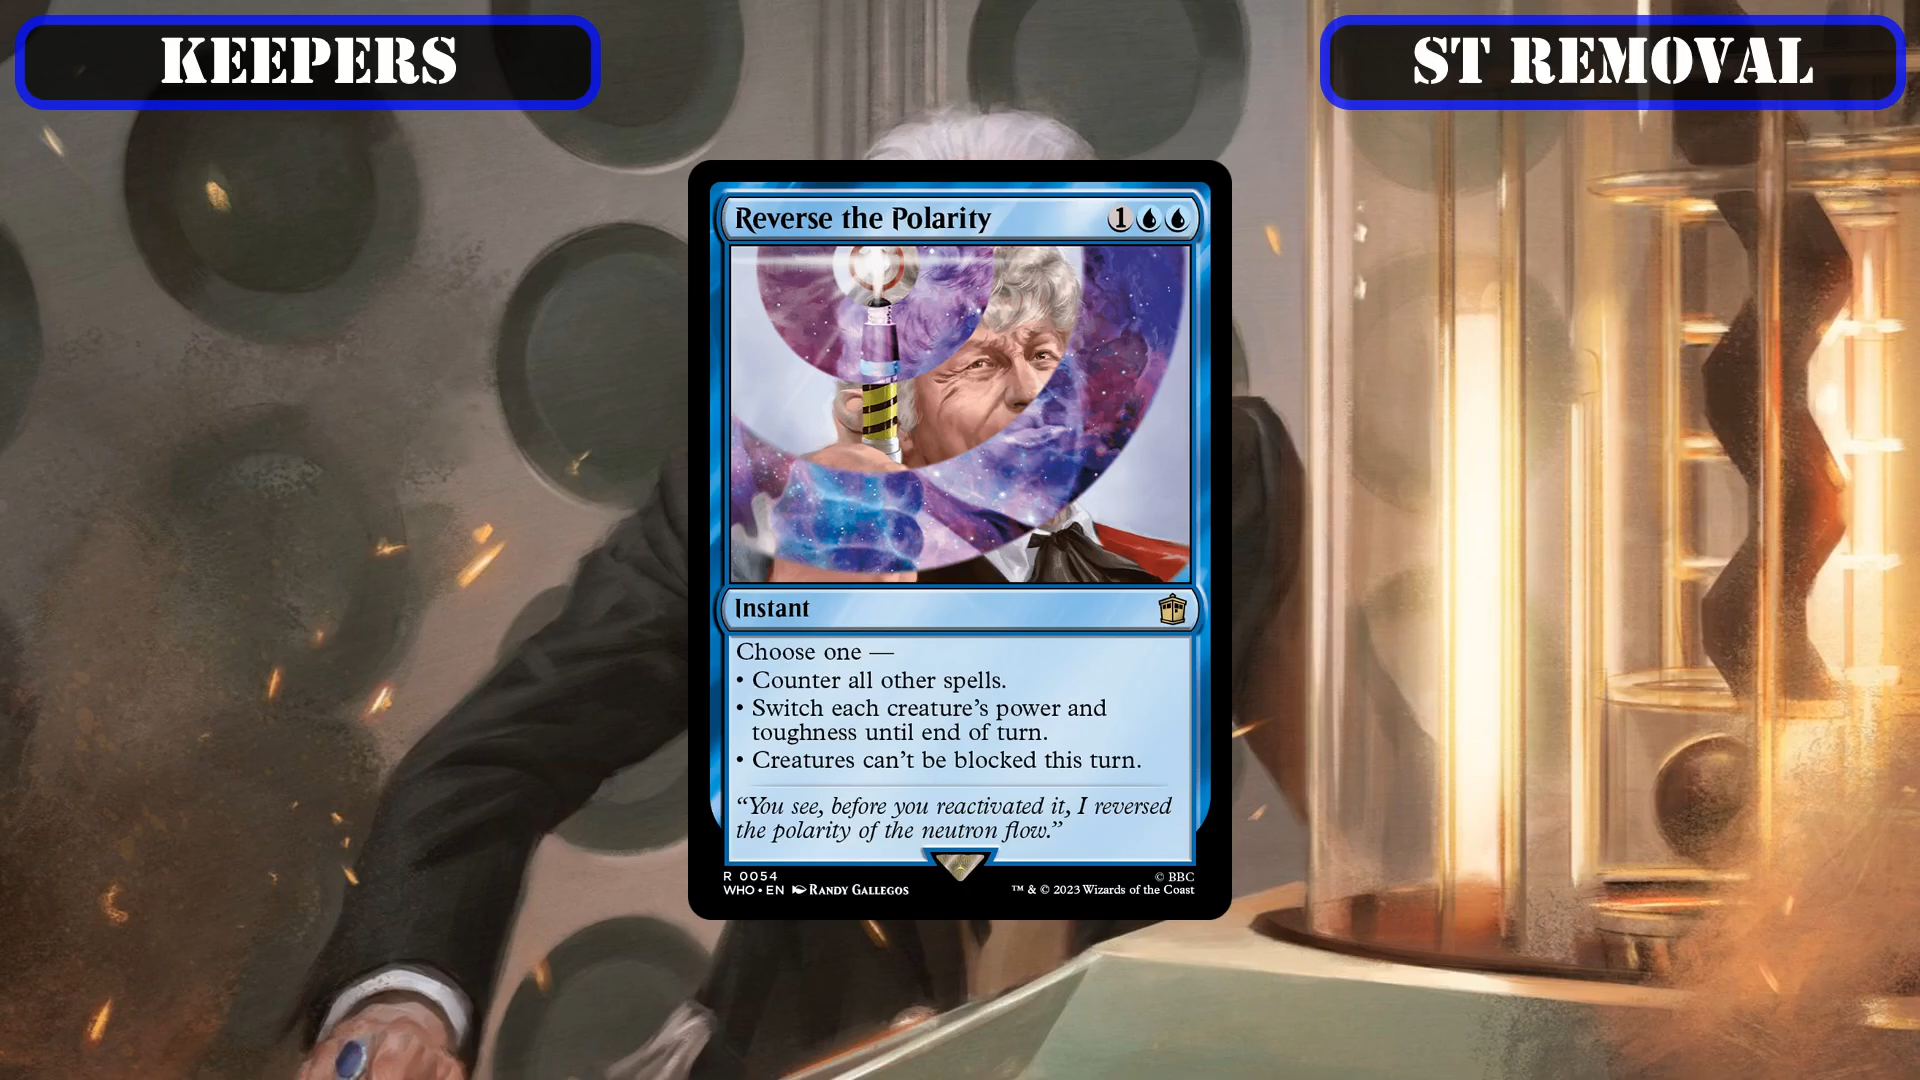 KEEPERS
ST REMOVAL
Reverse the Polarity 1
Instant
Choose one —
• Counter all other spells.
• Switch each creature's power and
toughness until end of turn.
• Creatures can't be blocked this turn.
"You see, before you reactivated it, I reversed
the polarity of the neutron flow."
R 0054
WHO • EN RANDY GALLEGOS
© BBC
™ & © 2023 Wizards of the Coast